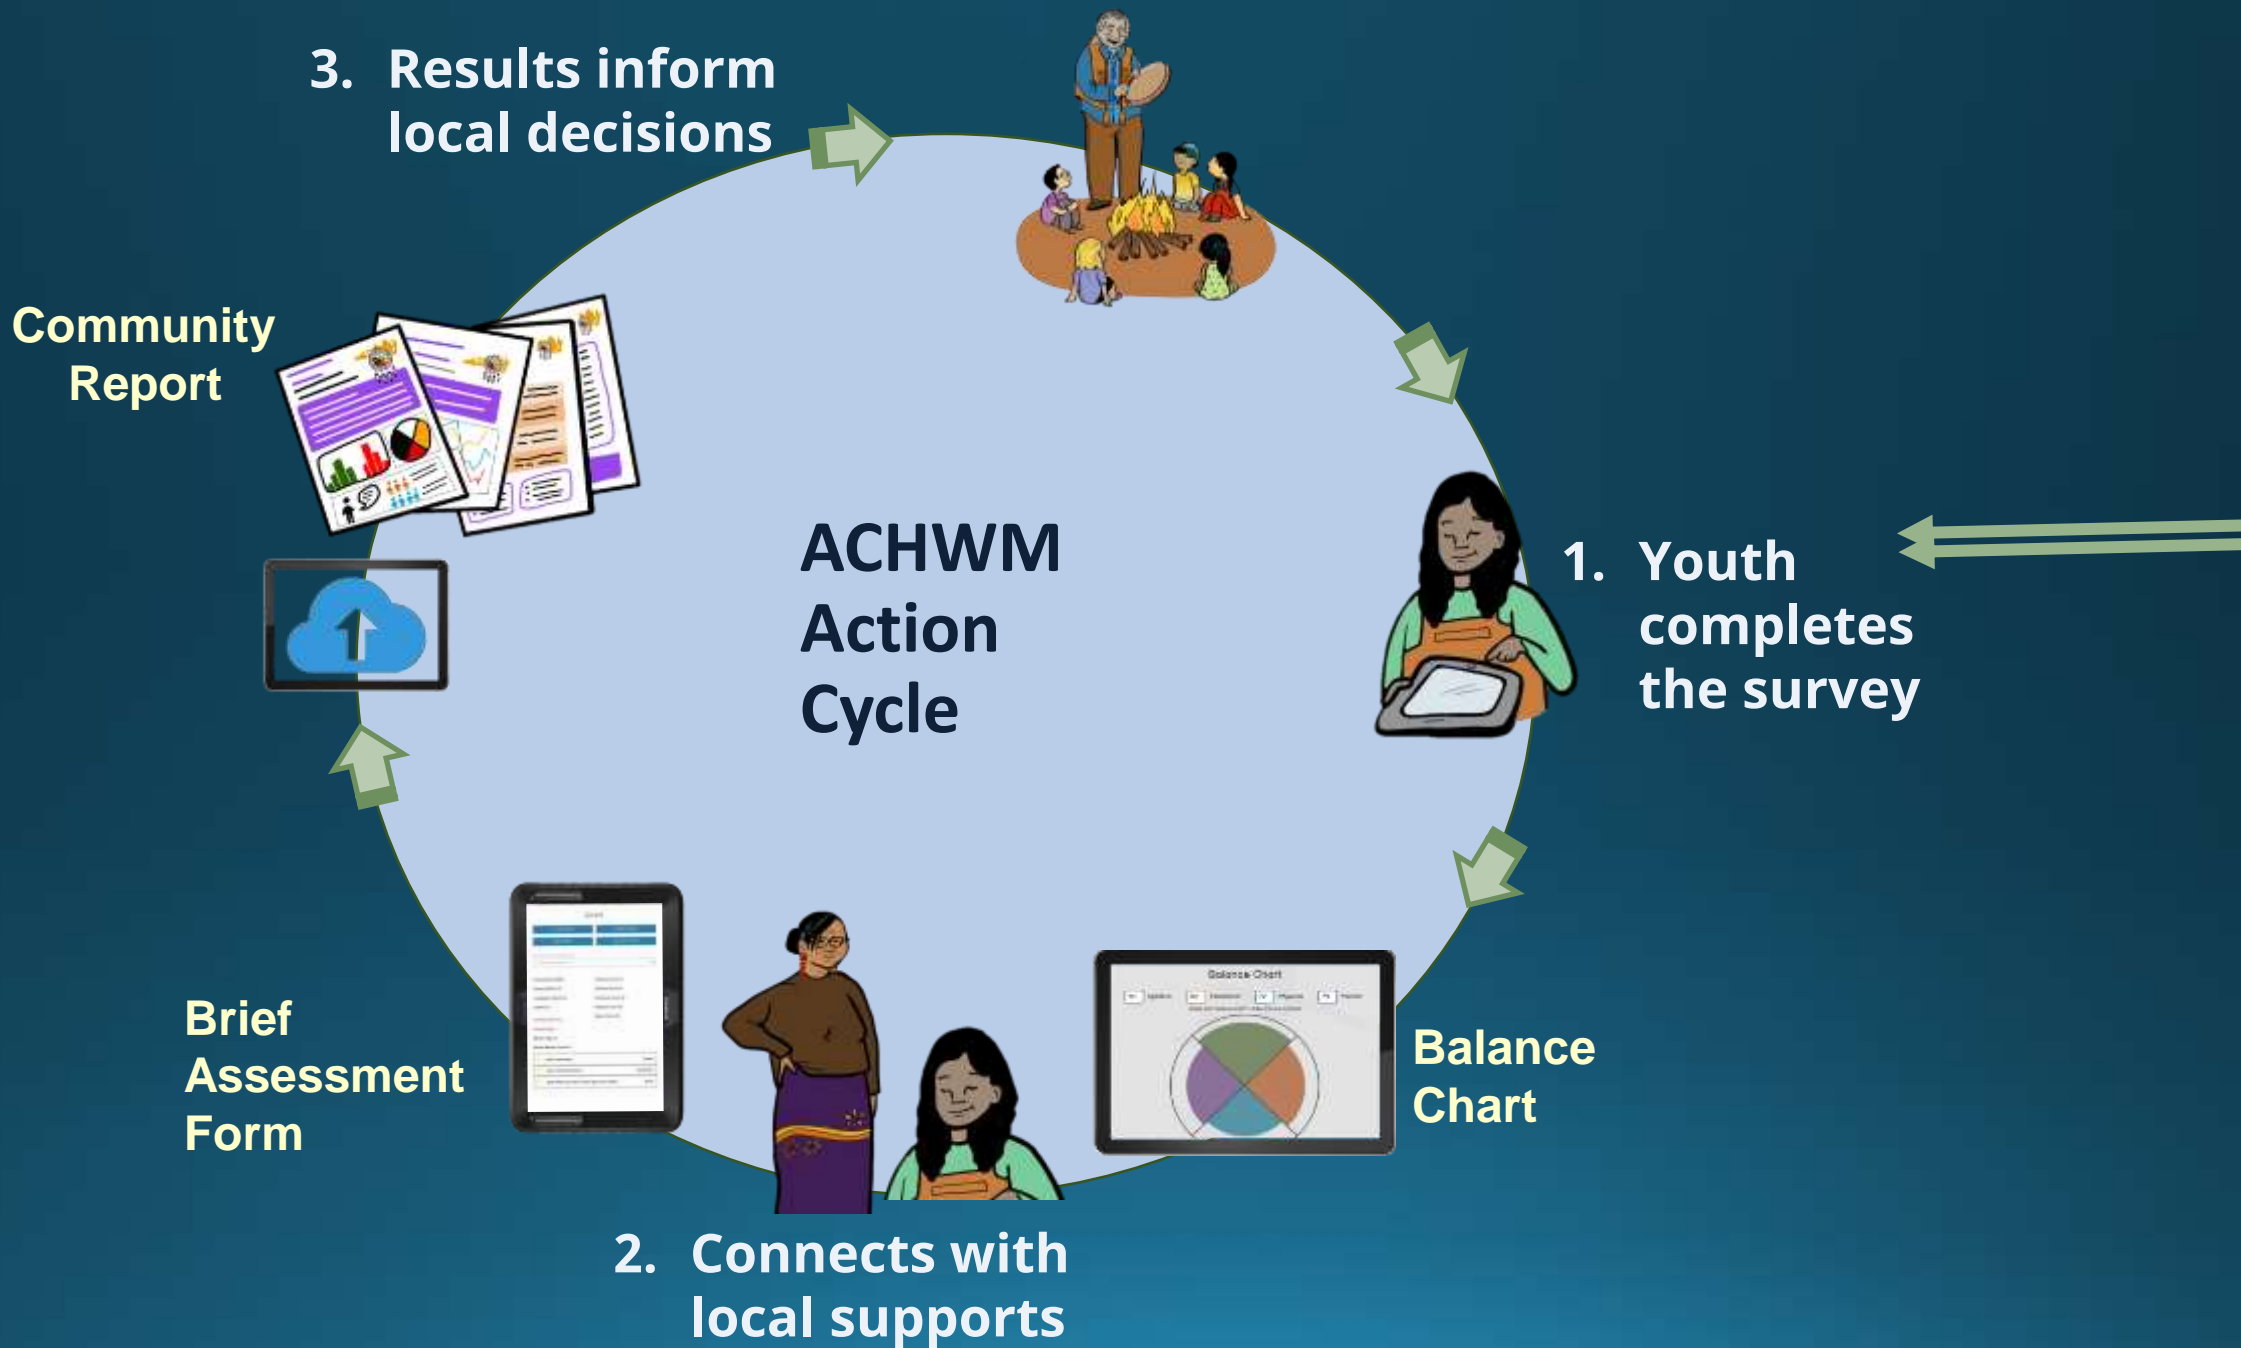 3. Results inform
local decisions
Community
Report
ACHWM
Action
Cycle
1. Youth
completes
the survey
Balance Chart
Balance
Chart
Brief
Assessment
Form
2. Connects with
local supports